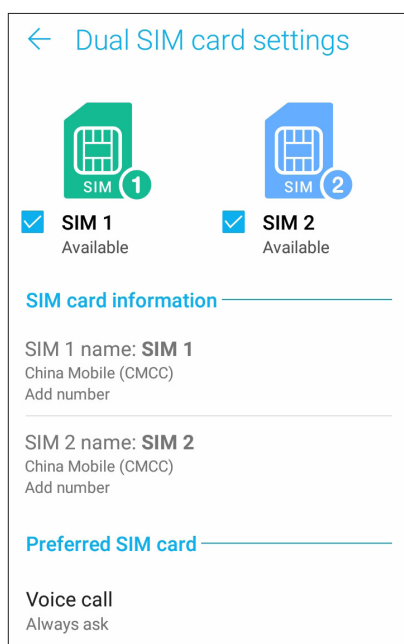 Dual SIM card settings
SIM 1
SIM 2
SIM 1
SIM 2
Available
Available
SIM card information
SIM 1 name: SIM 1
China Mobile (CMCC)
Add number
SIM 2 name: SIM 2
China Mobile (CMCC)
Add number
Preferred SIM card
Voice call
Always ask